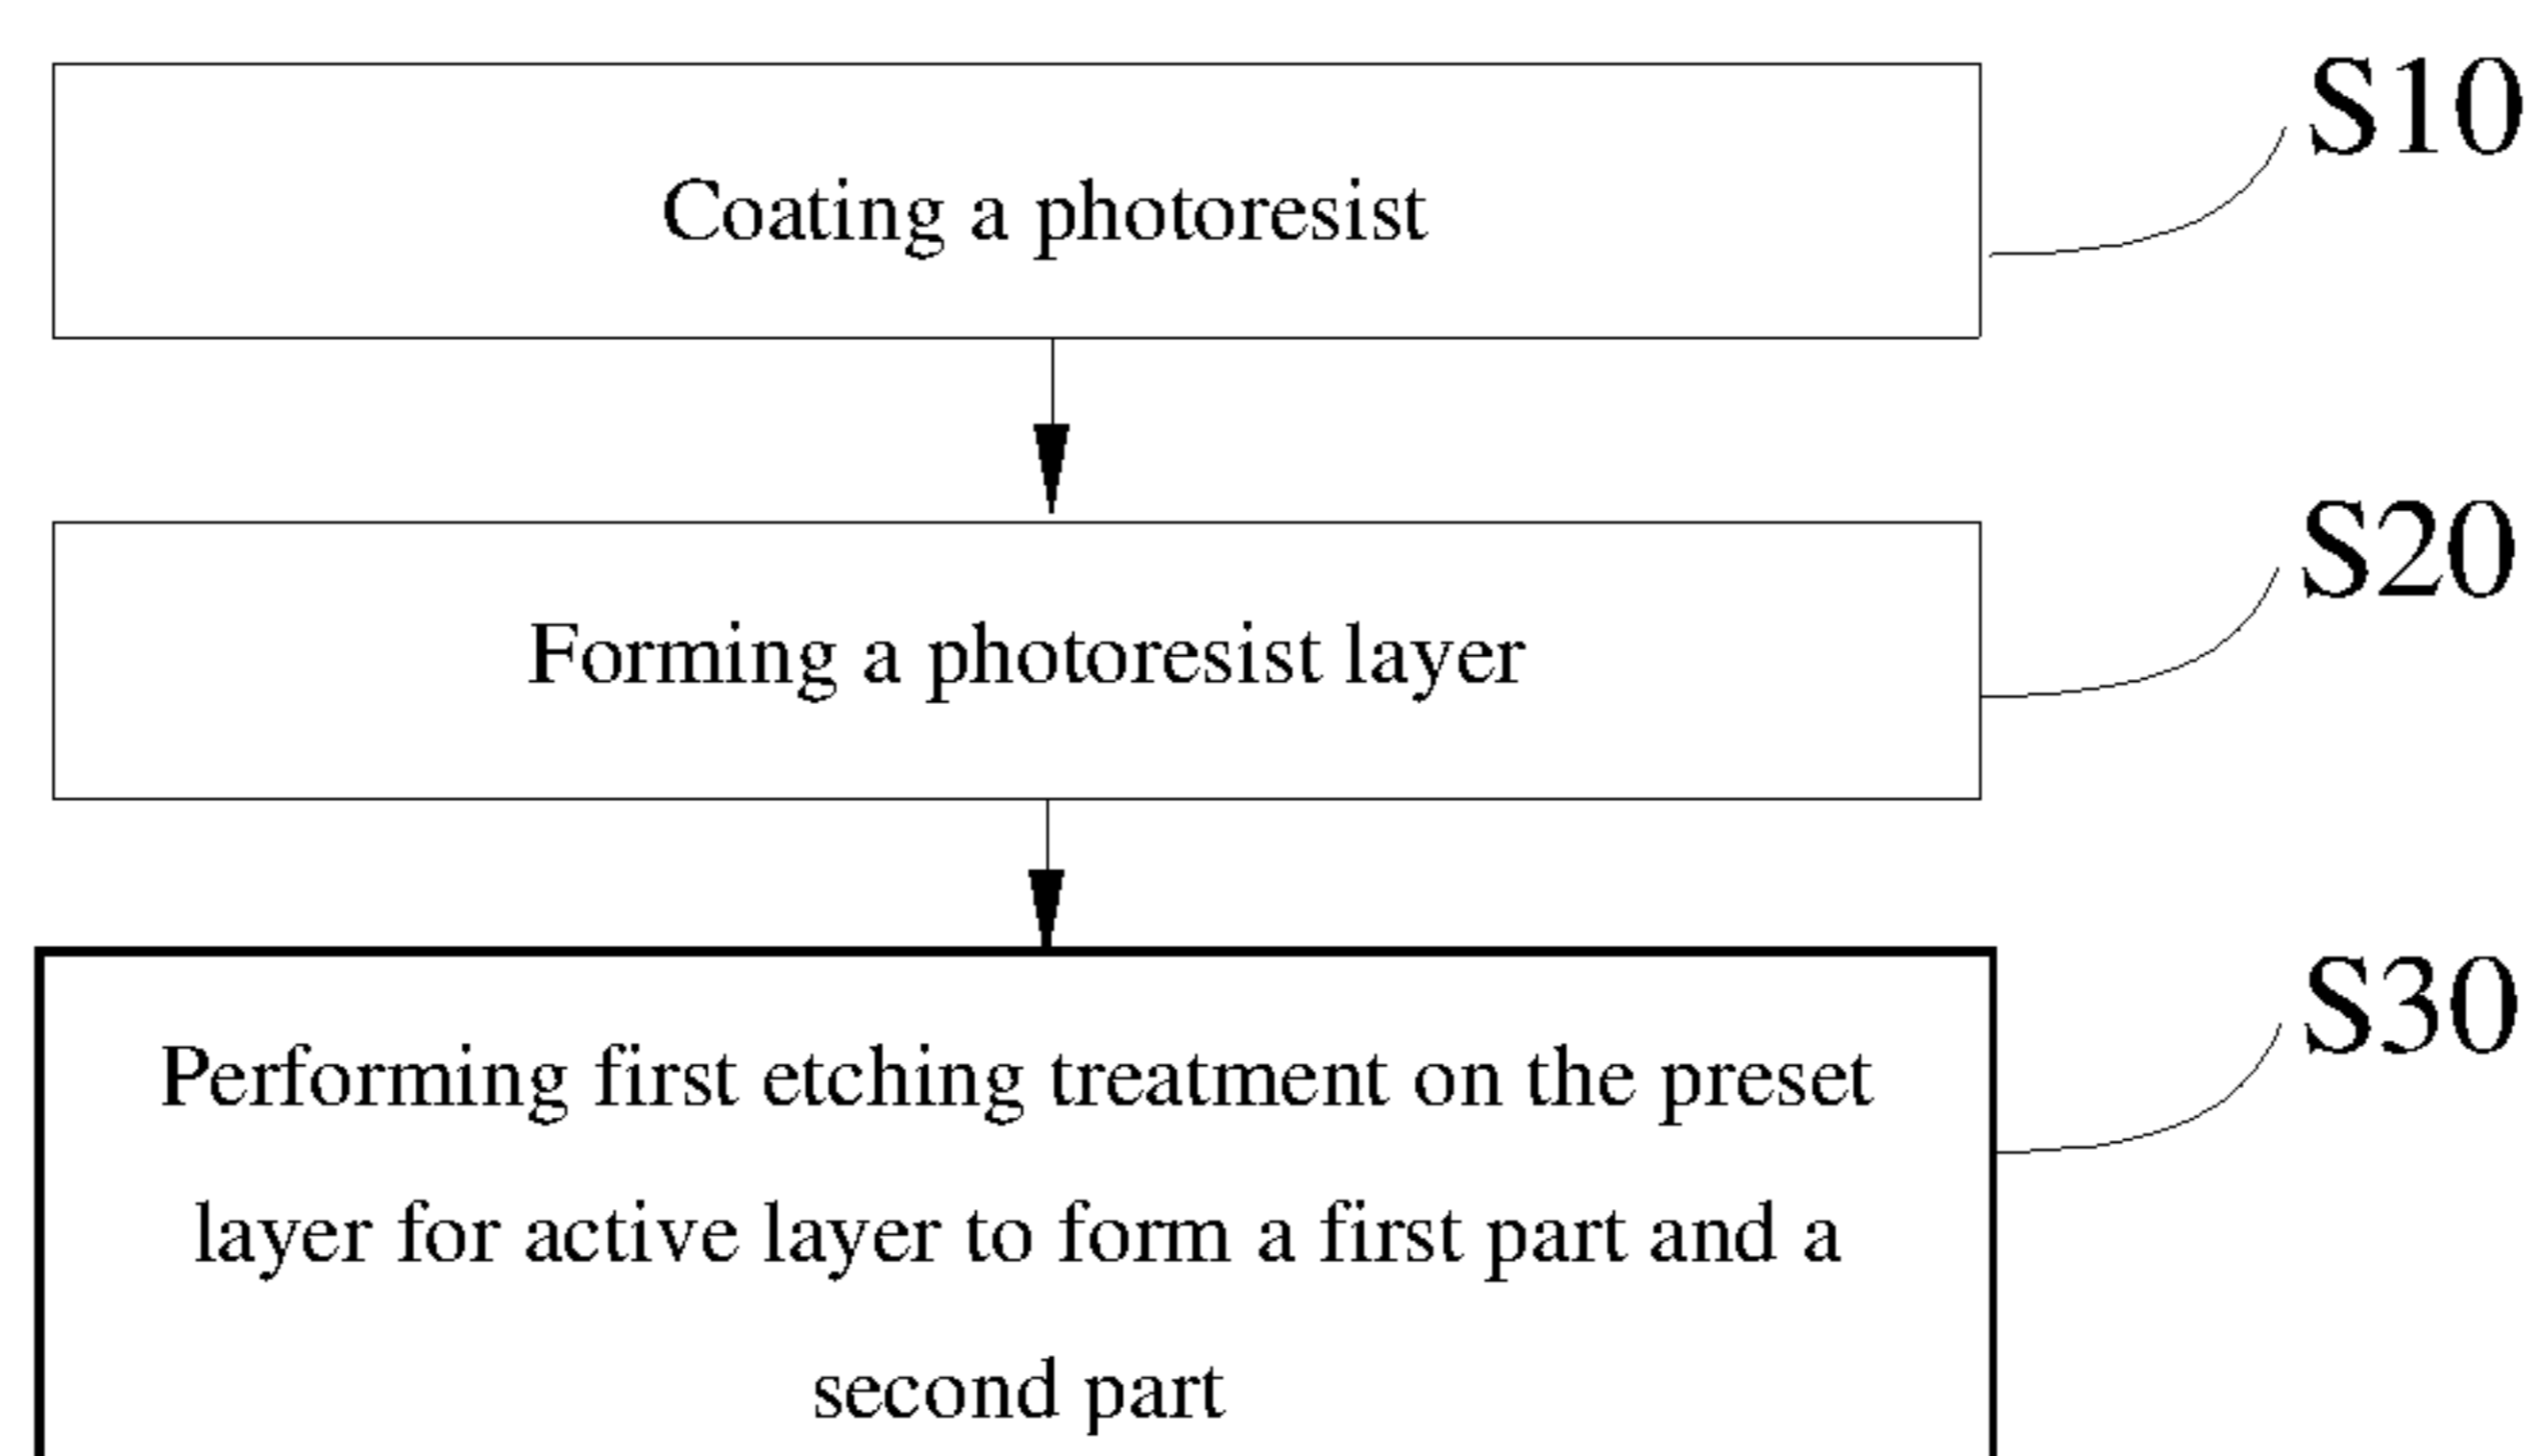 S10
Coating a photoresist
S20
Forming a photoresist layer
S30
Performing first etching treatment on the preset
layer for active layer to form a first part and a
second part